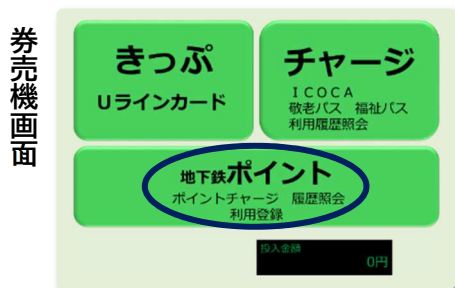 券売機画面
きっぷ
Uラインカード
チャージ
ICOCA
敬老パス 福祉パス
利用履歴照会
地下鉄ポイント
ポイントチャージ 履歴照会
利用登録
投入金額
0円